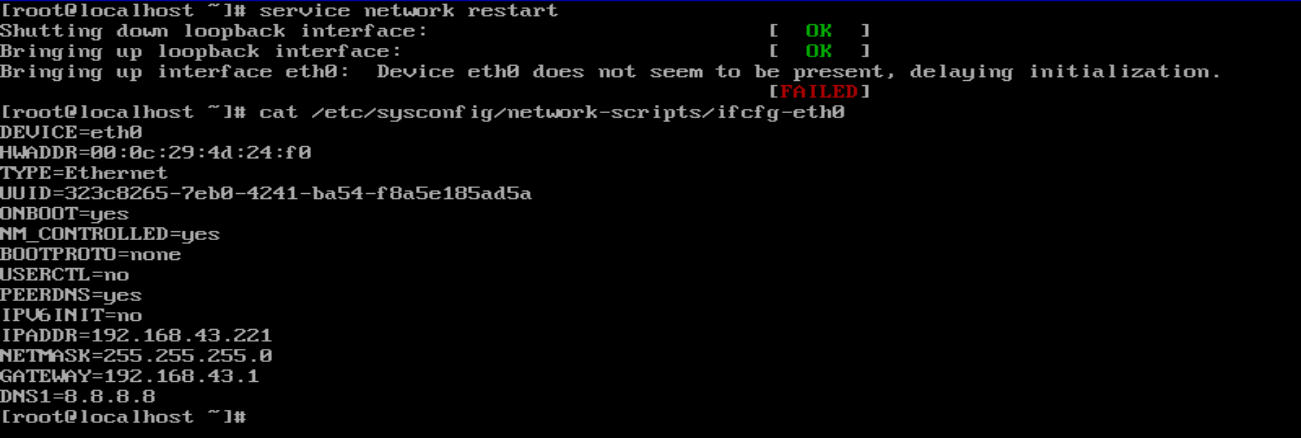 [root@localhost ~]# service network restart
Shutting down loopback interface: [ OK ]
Bringing up loopback interface: [ OK ]
Bringing up interface eth0: Device eth0 does not seem to be present, delaying initialization.
[FAILED]
[root@localhost ~]# cat /etc/sysconfig/network-scripts/ifcfg-eth0
DEVICE=eth0
HWADDR=00:0c:29:4d:24:f0
TYPE=Ethernet
UUID=323c8265-7eb0-4241-ba54-f8a5e185ad5a
ONBOOT=yes
NM_CONTROLLED=yes
BOOTPROTO=none
USERCTL=no
PEERDNS=yes
IPV6INIT=no
IPADDR=192.168.43.221
NETMASK=255.255.255.0
GATEWAY=192.168.43.1
DNS1=8.8.8.8
[root@localhost ~]#